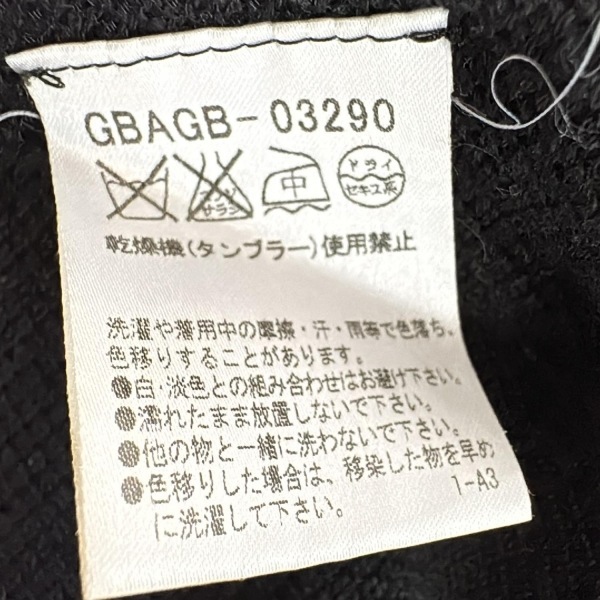 GBAGB-03290
エンソ
サラシ
中
ドライ
セキユ系
乾燥機(タンブラー)使用禁止
洗濯や着用中の摩擦・汗・雨等で色落ち、
色移りすることがあります。
●白・淡色との組み合わせはお避け下さい。
●濡れたまま放置しないで下さい。
●他の物と一緒に洗わないで下さい。
●色移りした場合は、移染した物を早め
に洗濯して下さい。
1-A3